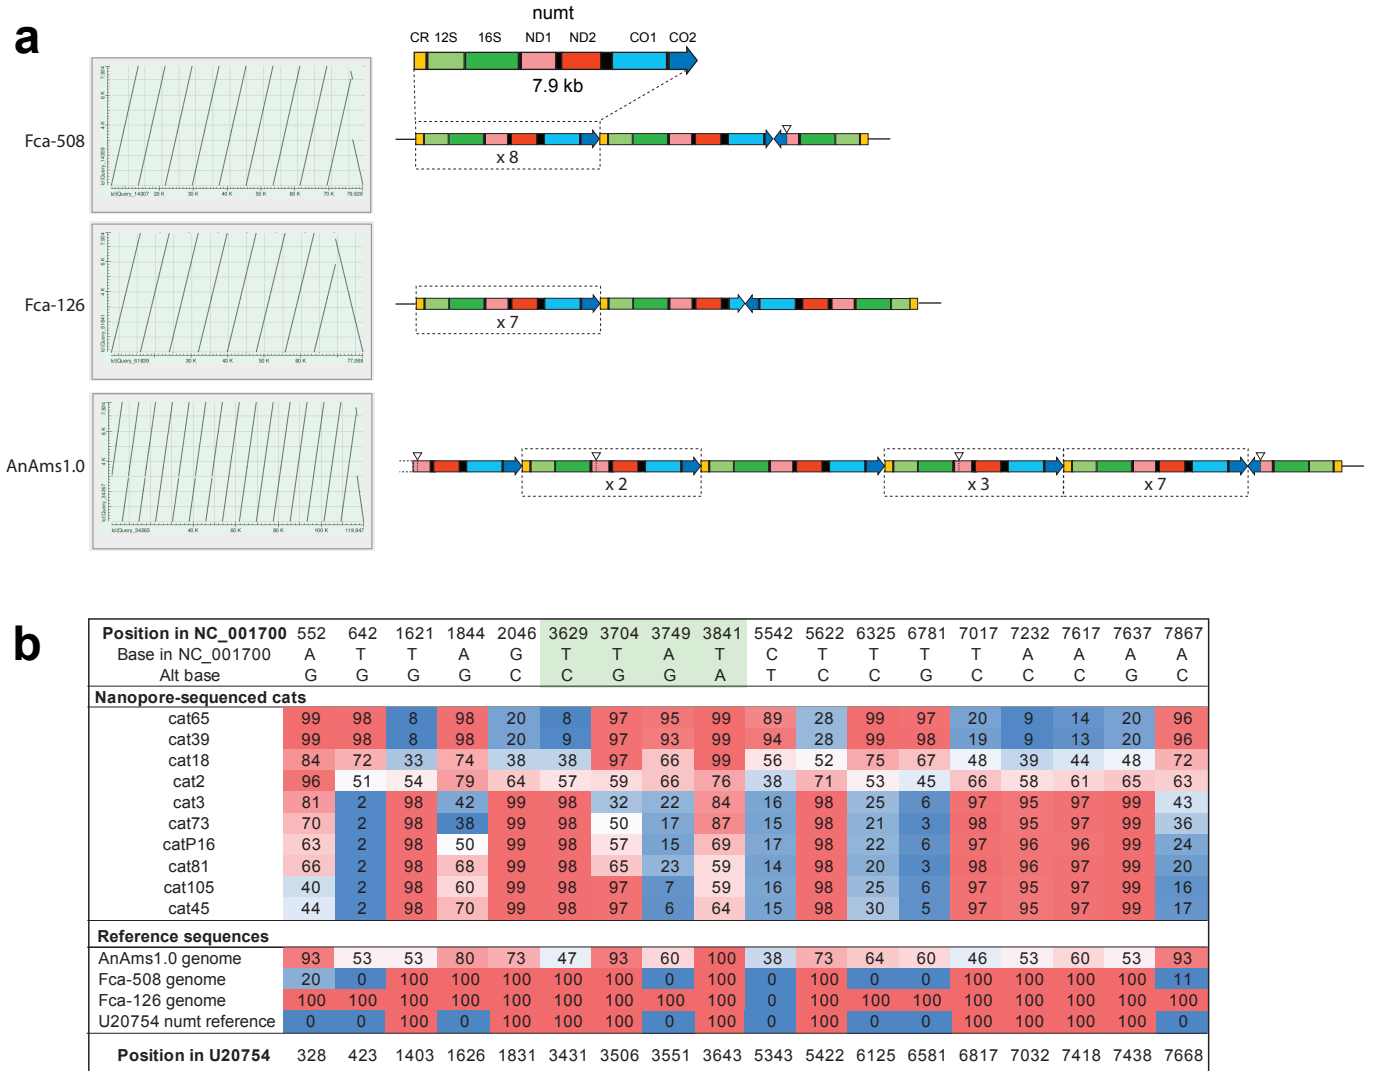 a
numt
CR 12S 16S ND1 ND2 CO1 CO2
7.9 kb
Fca-508
x 8
Fca-126
x 7
AnAms1.0
x 2
x 3
x 7
b
Position in NC_001700 552 642 1621 1844 2046 3629 3704 3749 3841 5542 5622 6325 6781 7017 7232 7617 7637 7867
Base in NC_001700 A T T A G T T A T C T T T T A A A A
Alt base G G G G C C G G A T C C G C C C G C
Nanopore-sequenced cats
cat65 99 98 8 98 20 8 97 95 99 89 28 99 97 20 9 14 20 96
cat39 99 98 8 98 20 9 97 93 99 94 28 99 98 19 9 13 20 96
cat18 84 72 33 74 38 38 97 66 99 56 52 75 67 48 39 44 48 72
cat2 96 51 54 79 64 57 59 66 76 38 71 53 45 66 58 61 65 63
cat3 81 2 98 42 99 98 32 22 84 16 98 25 6 97 95 97 99 43
cat73 70 2 98 38 99 98 50 17 87 15 98 21 3 98 95 97 99 36
catP16 63 2 98 50 99 98 57 15 69 17 98 22 6 97 96 96 99 24
cat81 66 2 98 68 99 98 65 23 59 14 98 20 3 98 96 97 99 20
cat105 40 2 98 60 99 98 97 7 59 16 98 25 6 97 95 97 99 16
cat45 44 2 98 70 99 98 97 6 64 15 98 30 5 97 95 97 99 17
Reference sequences
AnAms1.0 genome 93 53 53 80 73 47 93 60 100 38 73 64 60 46 53 60 53 93
Fca-508 genome 20 0 100 100 100 100 100 0 100 0 100 0 0 100 100 100 100 11
Fca-126 genome 100 100 100 100 100 100 100 100 100 0 100 100 100 100 100 100 100 100
U20754 numt reference 0 0 100 0 100 100 100 0 100 0 100 0 0 100 100 100 100 0
Position in U20754 328 423 1403 1626 1831 3431 3506 3551 3643 5343 5422 6125 6581 6817 7032 7418 7438 7668